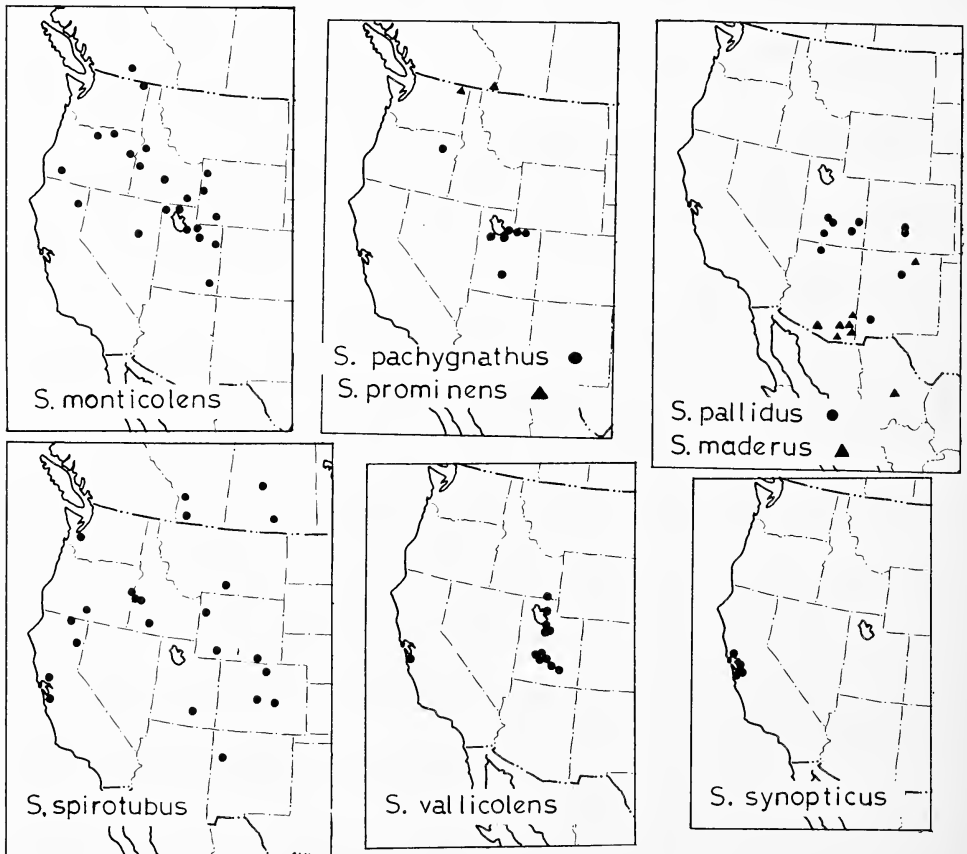 S. monticolens
S. pachygnathus ●
S. prominens ▲
S. pallidus ●
S. maderus ▲
S. spirotubus
S. vallicolens
S. synopticus